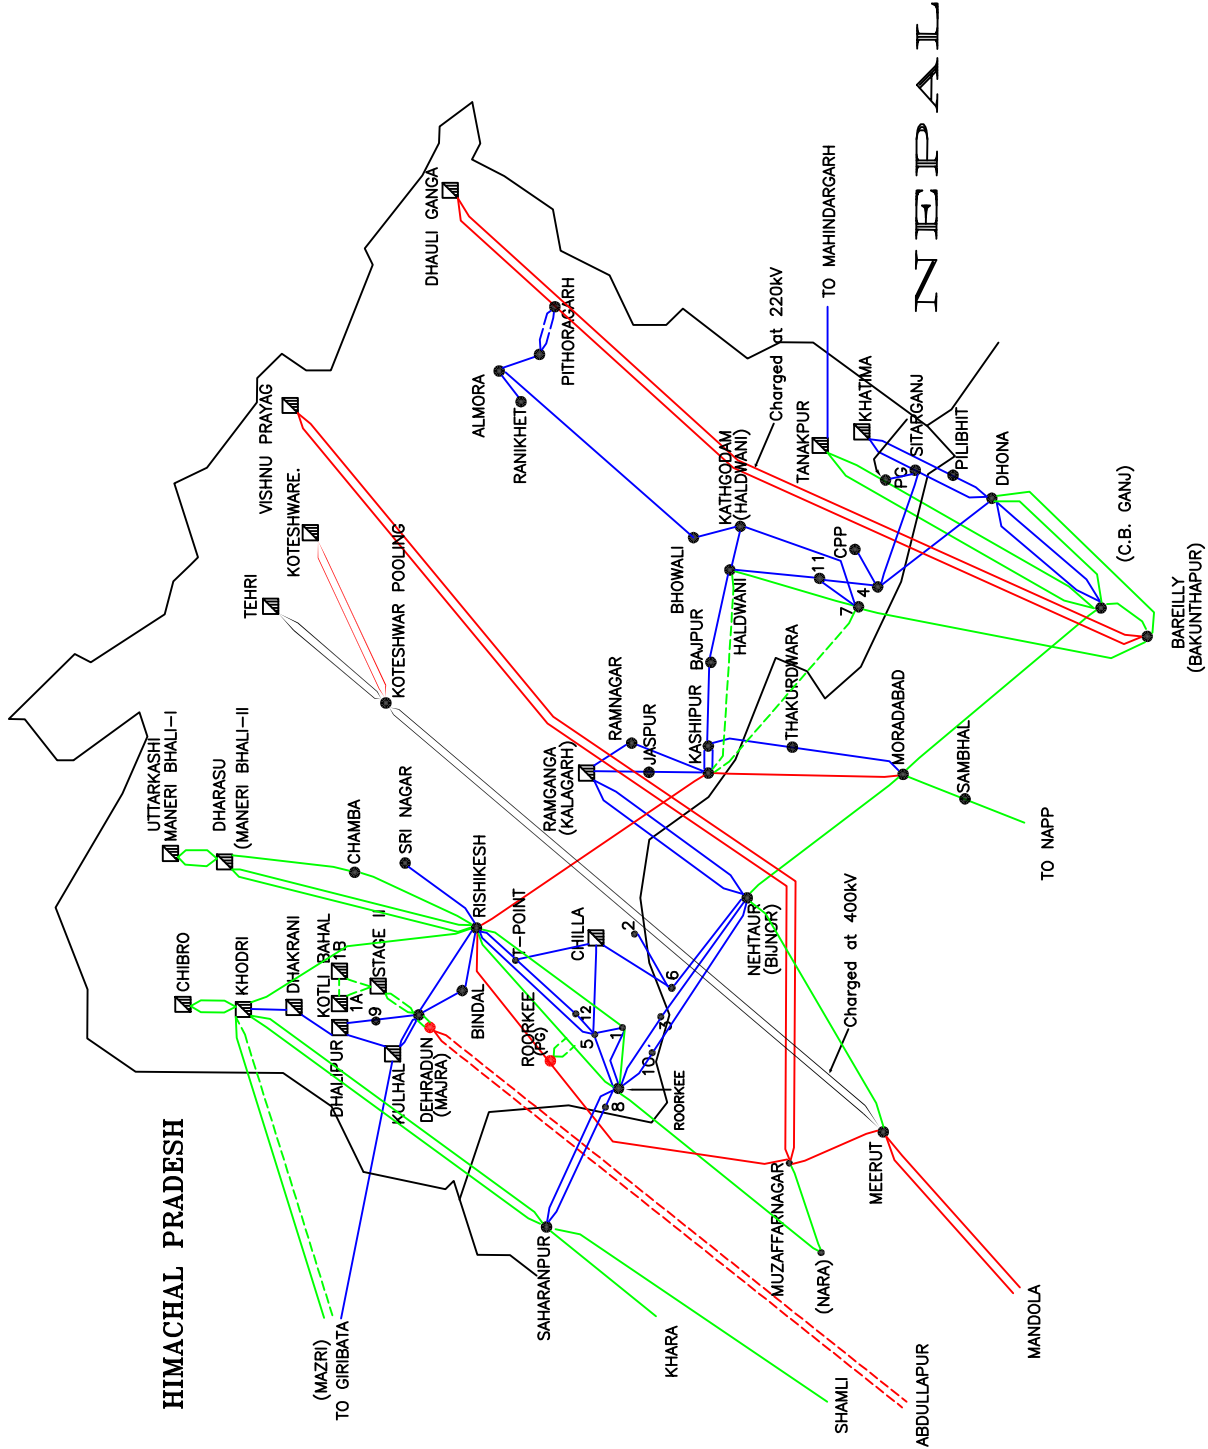 HIMACHAL PRADESH
NEPAL
UTTARKASHI
MANERI BHALI-I
DHARASU
(MANERI BHALI-II
CHIBRO
KHODRI
DHAKRANI
KOTLI BAHAL
1A
1B
STAGE II
DHALIPUR
9
KULHAL
DEHRADUN
(MAJRA)
BINDAL
CHAMBA
SRI NAGAR
RISHIKESH
T-POINT
CHILLA
ROORKEE
(PG)
12
5
1
10
3
6
2
8
ROORKEE
(MAZRI)
TO GIRIBATA
SAHARANPUR
KHARA
SHAMLI
ABDULLAPUR
MANDOLA
MEERUT
MUZAFFARNAGAR
(NARA)
NEHTAUR
(BIJNOR)
Charged at 400kV
TEHRI
KOTESHWARE.
KOTESHWAR POOLING
VISHNU PRAYAG
DHAULI GANGA
PITHORAGARH
ALMORA
RANIKHET
BHOWALI
KATHGODAM
(HALDWANI)
HALDWANI
BAJPUR
KASHIPUR
RAMNAGAR
JASPUR
RAMGANGA
(KALAGARH)
THAKURDWARA
MORADABAD
SAMBHAL
TO NAPP
Charged at 220kV
TO MAHINDARGARH
TANAKPUR
KHATIMA
SITARGANJ
PG
PILIBHIT
DHONA
CPP
11
4
7
(C.B. GANJ)
BAREILLY
(BAKUNTHAPUR)